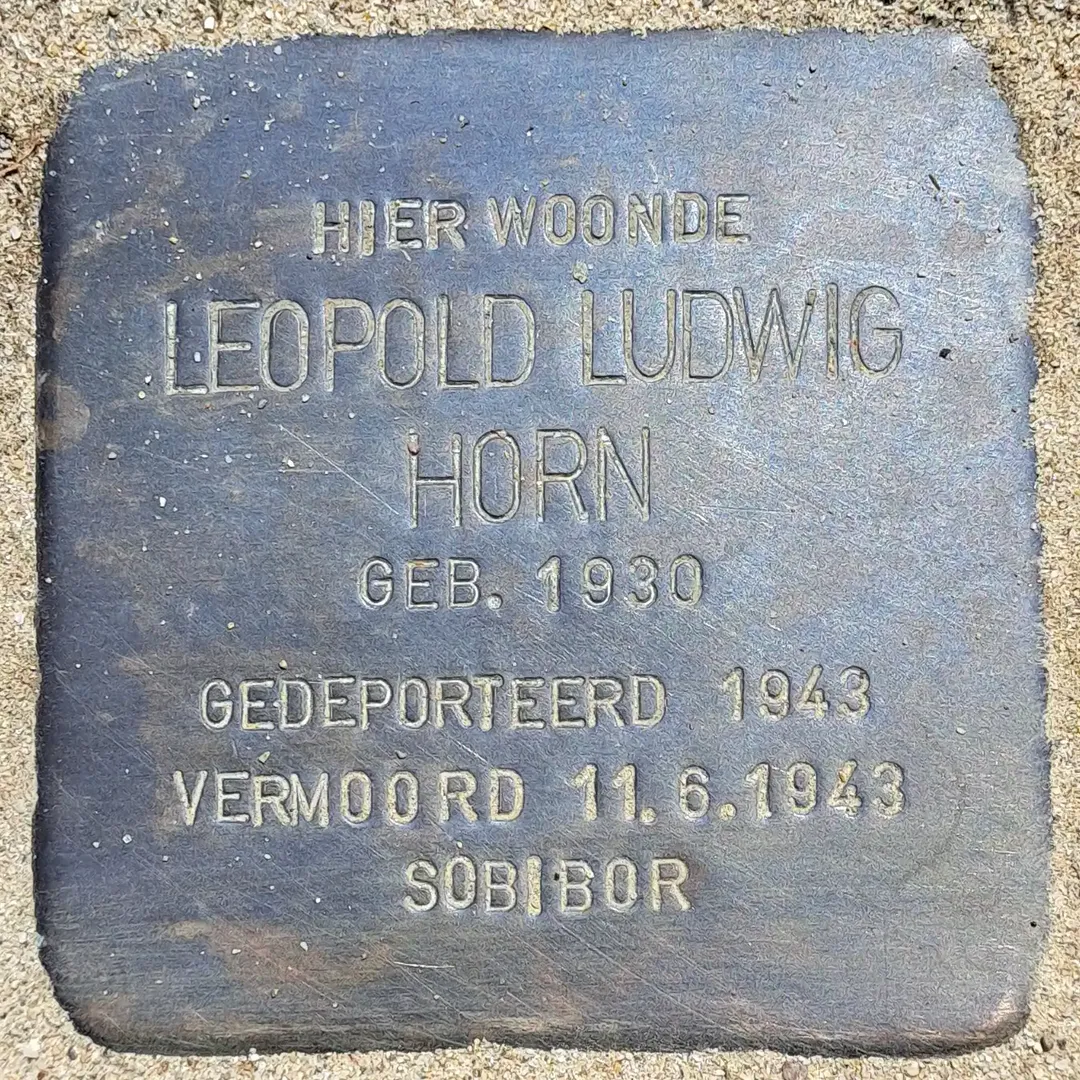 HIER WOONDE
LEOPOLD LUDWIG
HORN
GEB. 1930
GEDEPORTEERD 1943
VERMOORD 11.6.1943
SOBIBOR